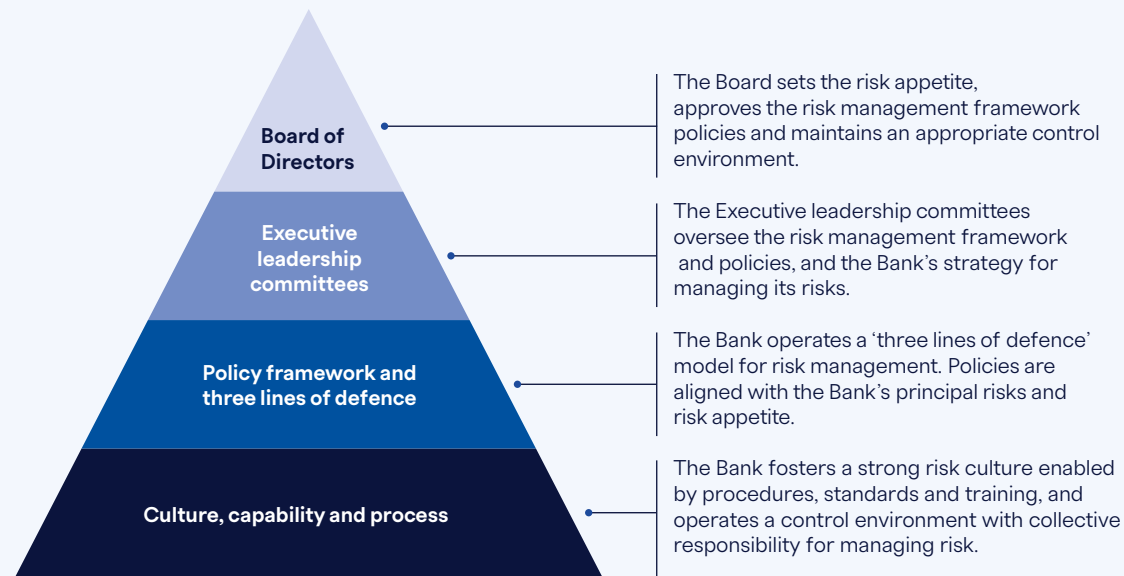 Board of
Directors
The Board sets the risk appetite,
approves the risk management framework
policies and maintains an appropriate control
environment.
Executive
leadership
committees
The Executive leadership committees
oversee the risk management framework
and policies, and the Bank’s strategy for
managing its risks.
Policy framework and
three lines of defence
The Bank operates a ‘three lines of defence’
model for risk management. Policies are
aligned with the Bank’s principal risks and
risk appetite.
Culture, capability and process
The Bank fosters a strong risk culture enabled
by procedures, standards and training, and
operates a control environment with collective
responsibility for managing risk.